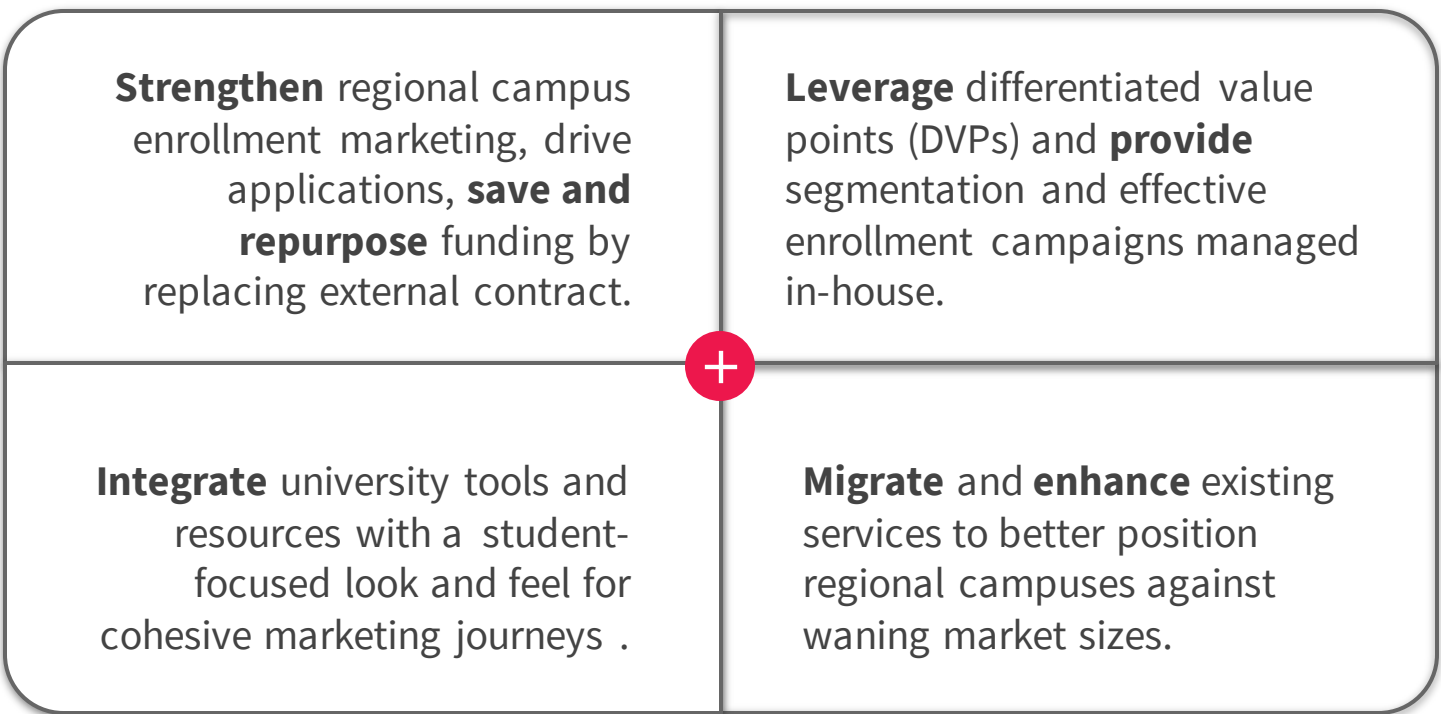 Strengthen regional campus
enrollment marketing, drive
applications, save and
repurpose funding by
replacing external contract.
Leverage differentiated value
points (DVPs) and provide
segmentation and effective
enrollment campaigns managed
in-house.
+
Integrate university tools and
resources with a student-
focused look and feel for
cohesive marketing journeys .
Migrate and enhance existing
services to better position
regional campuses against
waning market sizes.